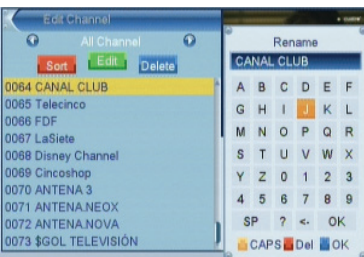 Edit Channel
All Channel
Sort Edit Delete
0064 CANAL CLUB
0065 Telecinco
0066 FDF
0067 LaSiete
0068 Disney Channel
0069 Cincoshop
0070 ANTENA 3
0071 ANTENA.NEOX
0072 ANTENA.NOVA
0073 $GOL TELEVISIÓN
Rename
CANAL CLUB
A B C D E F
G H I J K L
M N O P Q R
S T U V W X
Y Z 0 1 2 3
4 5 6 7 8 9
SP ? <- OK
CAPS Del OK